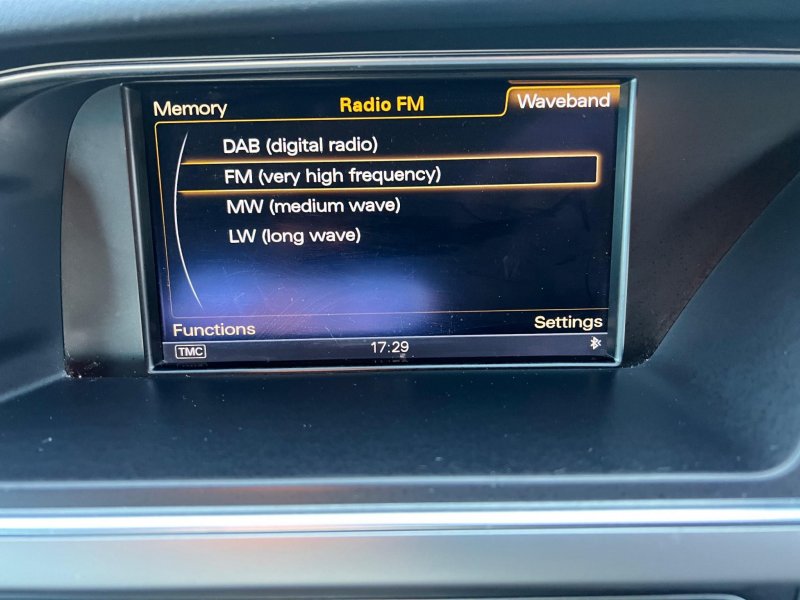 Memory
Radio FM
Waveband
DAB (digital radio)
FM (very high frequency)
MW (medium wave)
LW (long wave)
Functions
Settings
TMC
17:29